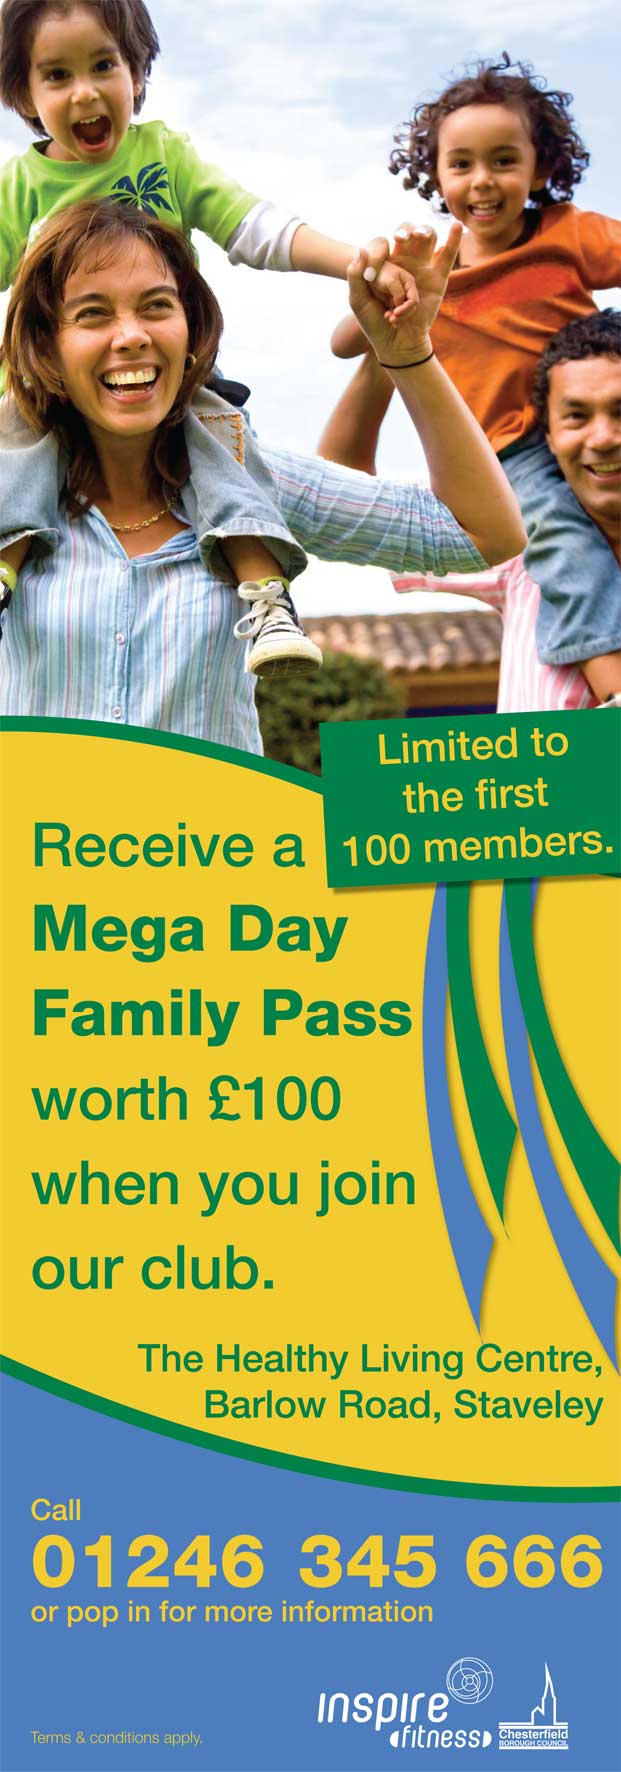 Limited to
the first
100 members.
Receive a
Mega Day
Family Pass
worth £100
when you join
our club.
The Healthy Living Centre,
Barlow Road, Staveley
Call
01246 345 666
or pop in for more information
inspire
fitness
Chesterfield
BOROUGH COUNCIL
Terms & conditions apply.